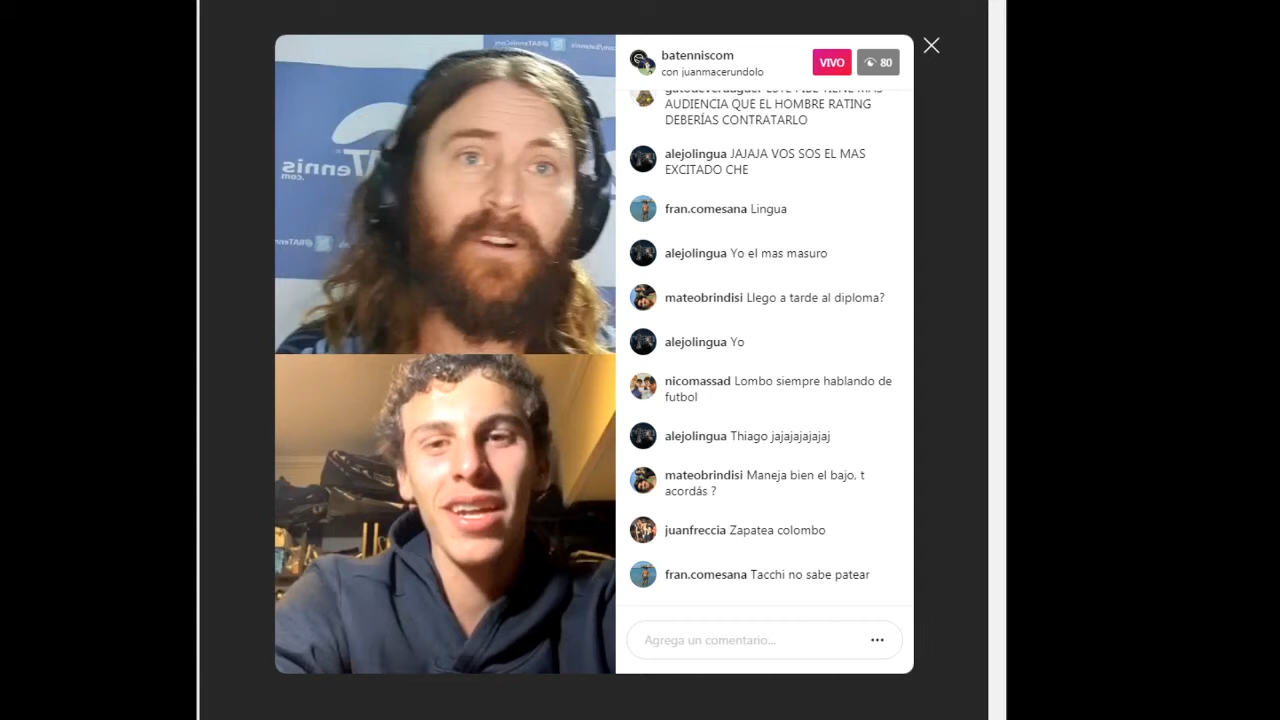 batenniscom
con juanmacerundolo
VIVO
80
AUDIENCIA QUE EL HOMBRE RATING
DEBERÍAS CONTRATARLO
alejolingua JAJAJA VOS SOS EL MAS
EXCITADO CHE
fran.comesana Lingua
alejolingua Yo el mas masuro
mateobrindisi Llego a tarde al diploma?
alejolingua Yo
nicomassad Lombo siempre hablando de
futbol
alejolingua Thiago jajajajajajaj
mateobrindisi Maneja bien el bajo, t
acordás ?
juanfreccia Zapatea colombo
fran.comesana Tacchi no sabe patear
Agrega un comentario...